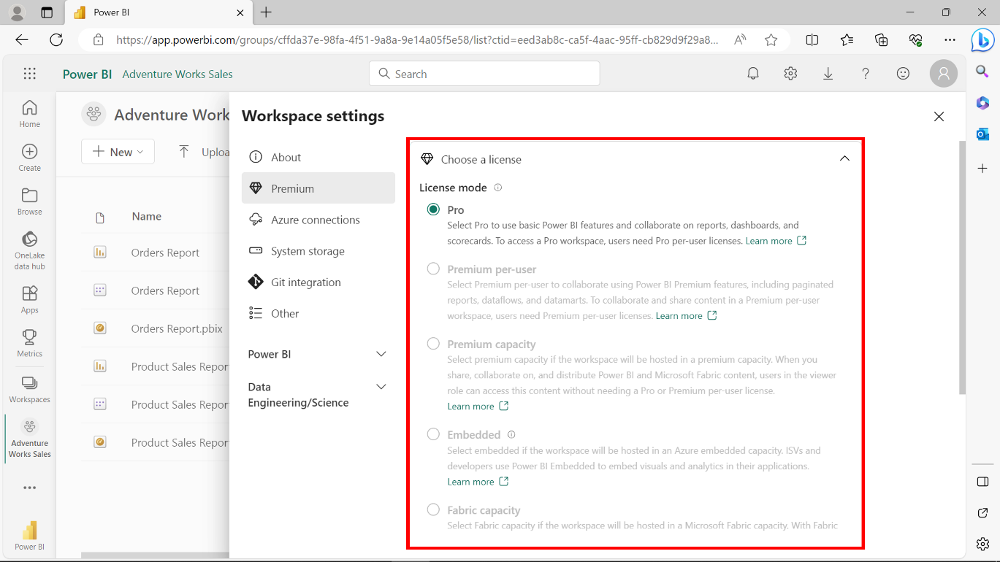 Power BI
https://app.powerbi.com/groups/cffda37e-98fa-4f51-9a8a-9e14a05f5e58/list?ctid=eed3ab8c-ca5f-4aac-95ff-cb829d9f29a8...
Power BI Adventure Works Sales
Search
Home
Create
Browse
OneLake
data hub
Apps
Metrics
Workspaces
Adventure
Works Sales
Power BI
Adventure Work
New
Uploa
Name
Orders Report
Orders Report
Orders Report.pbix
Product Sales Repor
Product Sales Repor
Product Sales Repor
Workspace settings
About
Premium
Azure connections
System storage
Git integration
Other
Power BI
Data
Engineering/Science
Choose a license
License mode
Pro
Select Pro to use basic Power BI features and collaborate on reports, dashboards, and
scorecards. To access a Pro workspace, users need Pro per-user licenses. Learn more
Premium per-user
Select Premium per-user to collaborate using Power BI Premium features, including paginated
reports, dataflows, and datamarts. To collaborate and share content in a Premium per-user
workspace, users need Premium per-user licenses. Learn more
Premium capacity
Select premium capacity if the workspace will be hosted in a premium capacity. When you
share, collaborate on, and distribute Power BI and Microsoft Fabric content, users in the viewer
role can access this content without needing a Pro or Premium per-user license.
Learn more
Embedded
Select embedded if the workspace will be hosted in an Azure embedded capacity. ISVs and
developers use Power BI Embedded to embed visuals and analytics in their applications.
Learn more
Fabric capacity
Select Fabric capacity if the workspace will be hosted in a Microsoft Fabric capacity. With Fabric